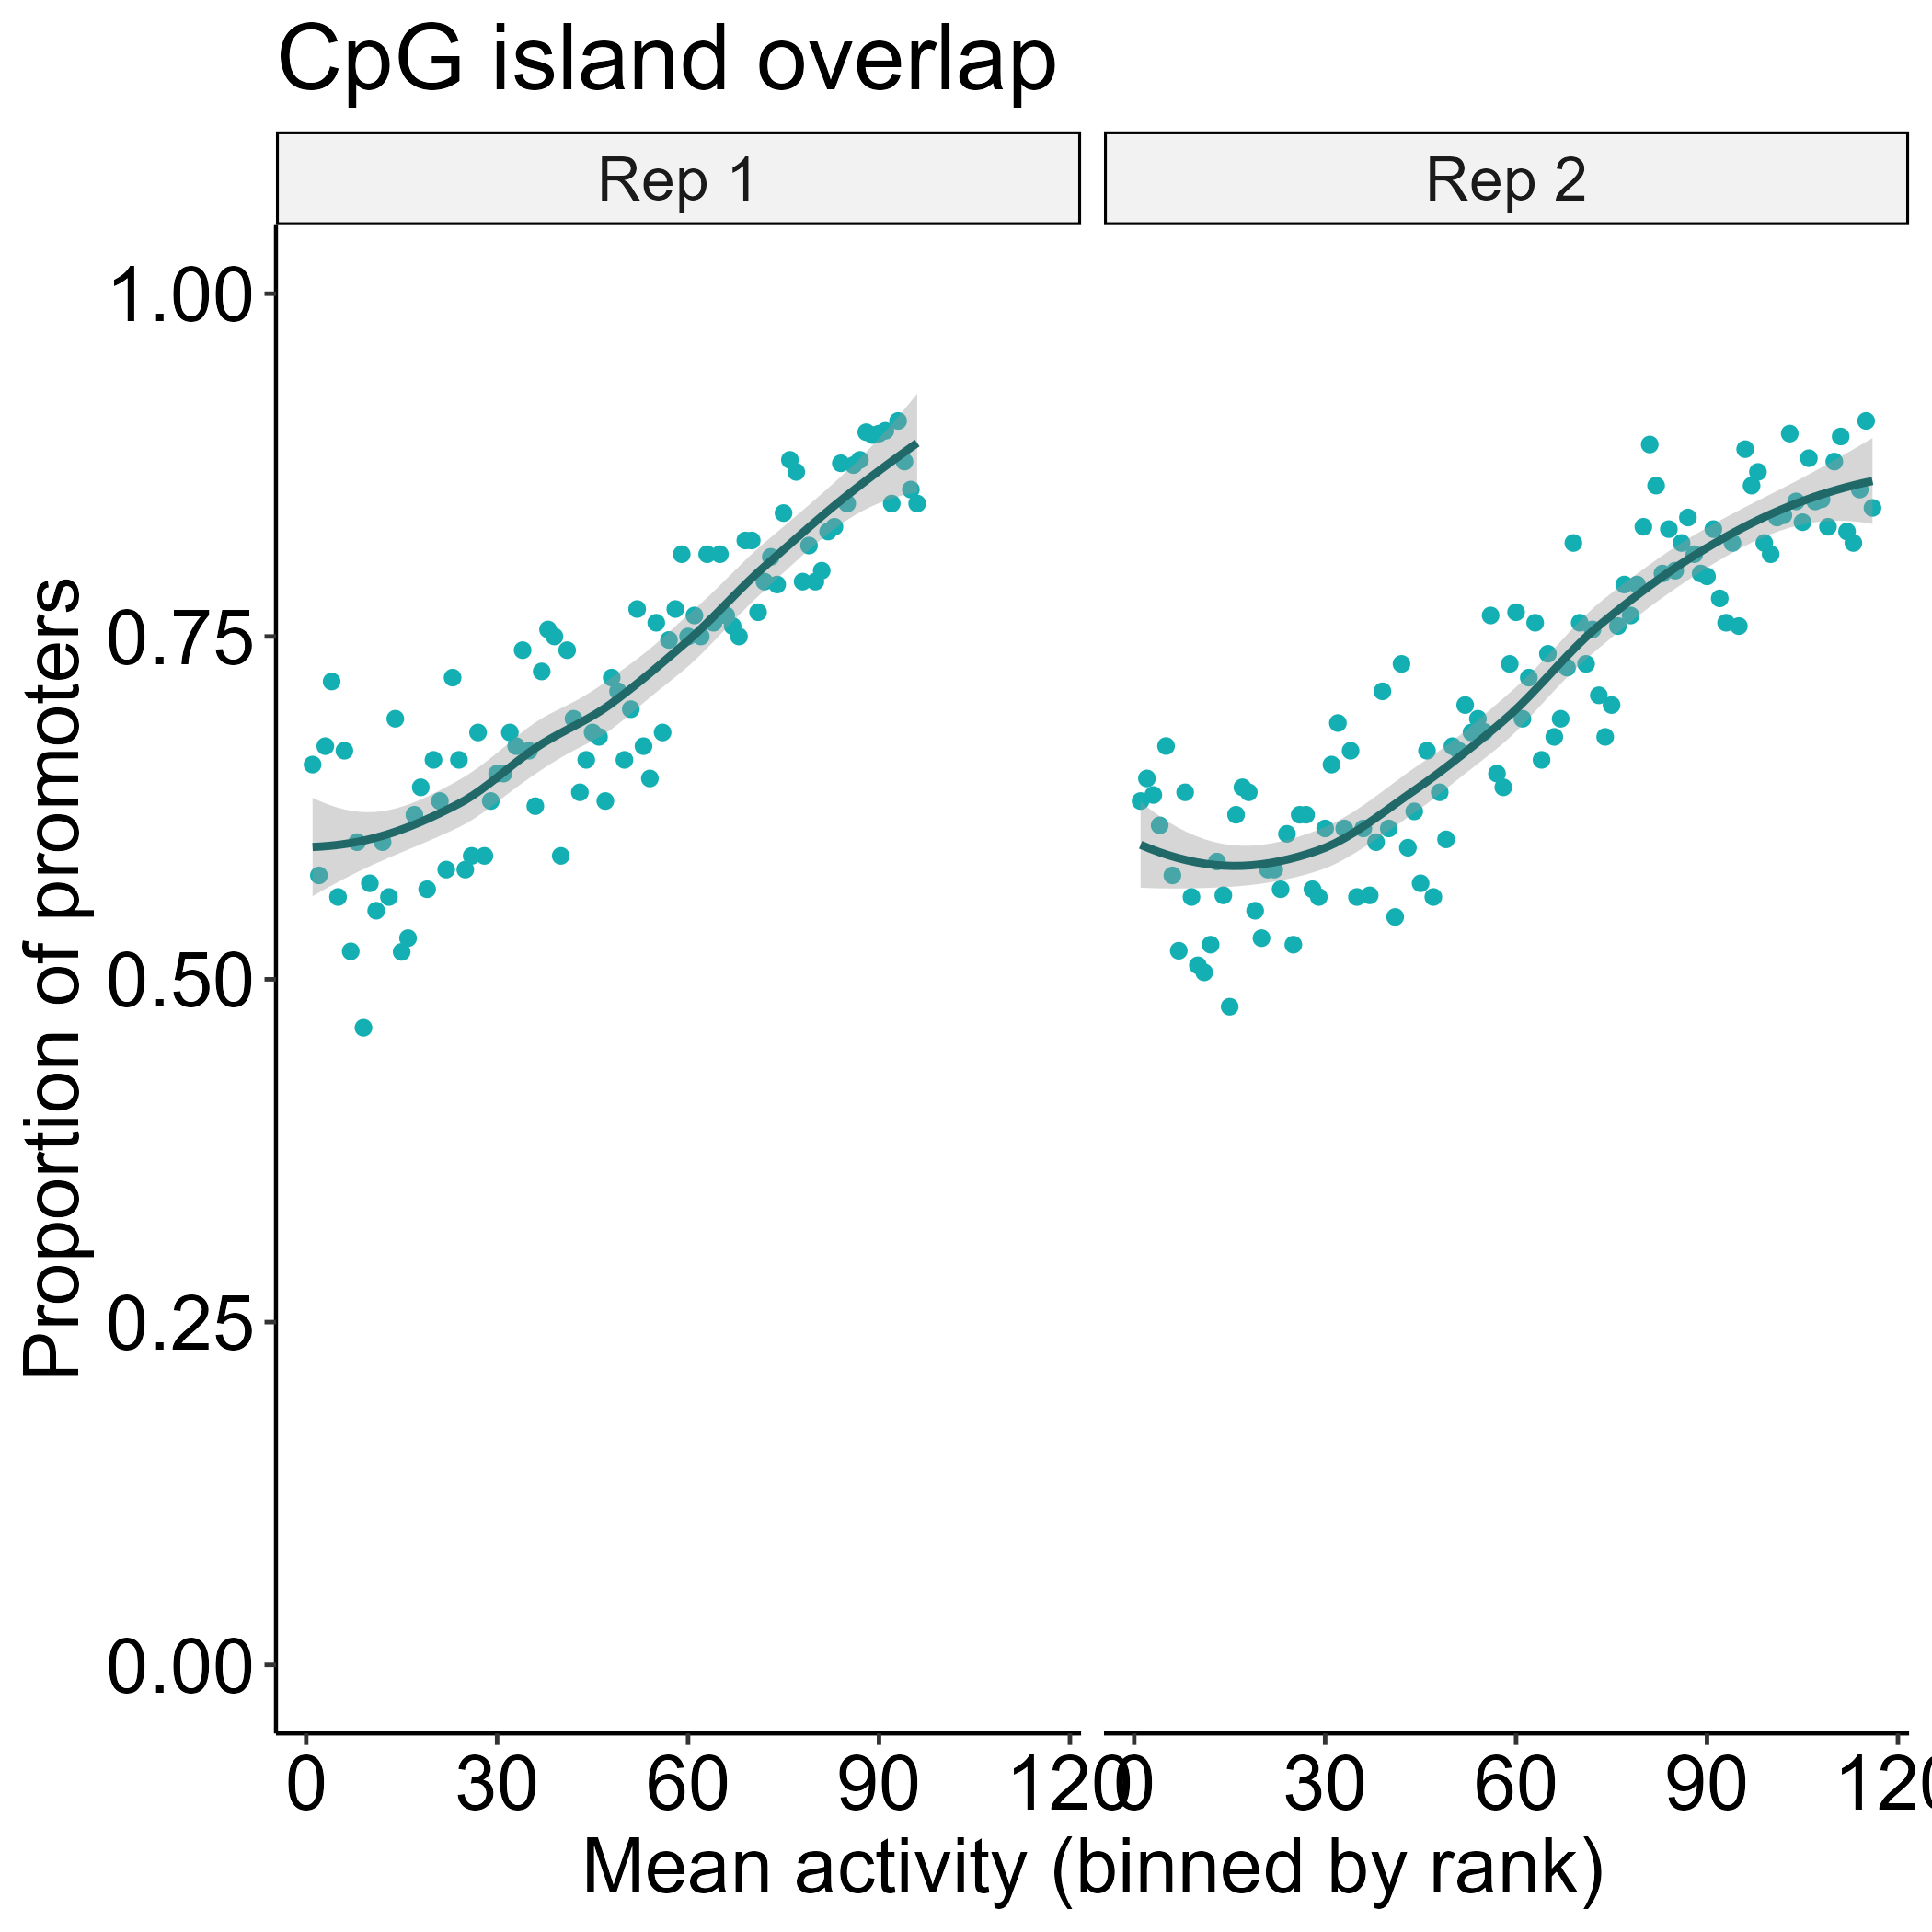 CpG island overlap
Rep 1
Rep 2
Proportion of promoters
1.00
0.75
0.50
0.25
0.00
0 30 60 90 120
0 30 60 90 120
Mean activity (binned by rank)